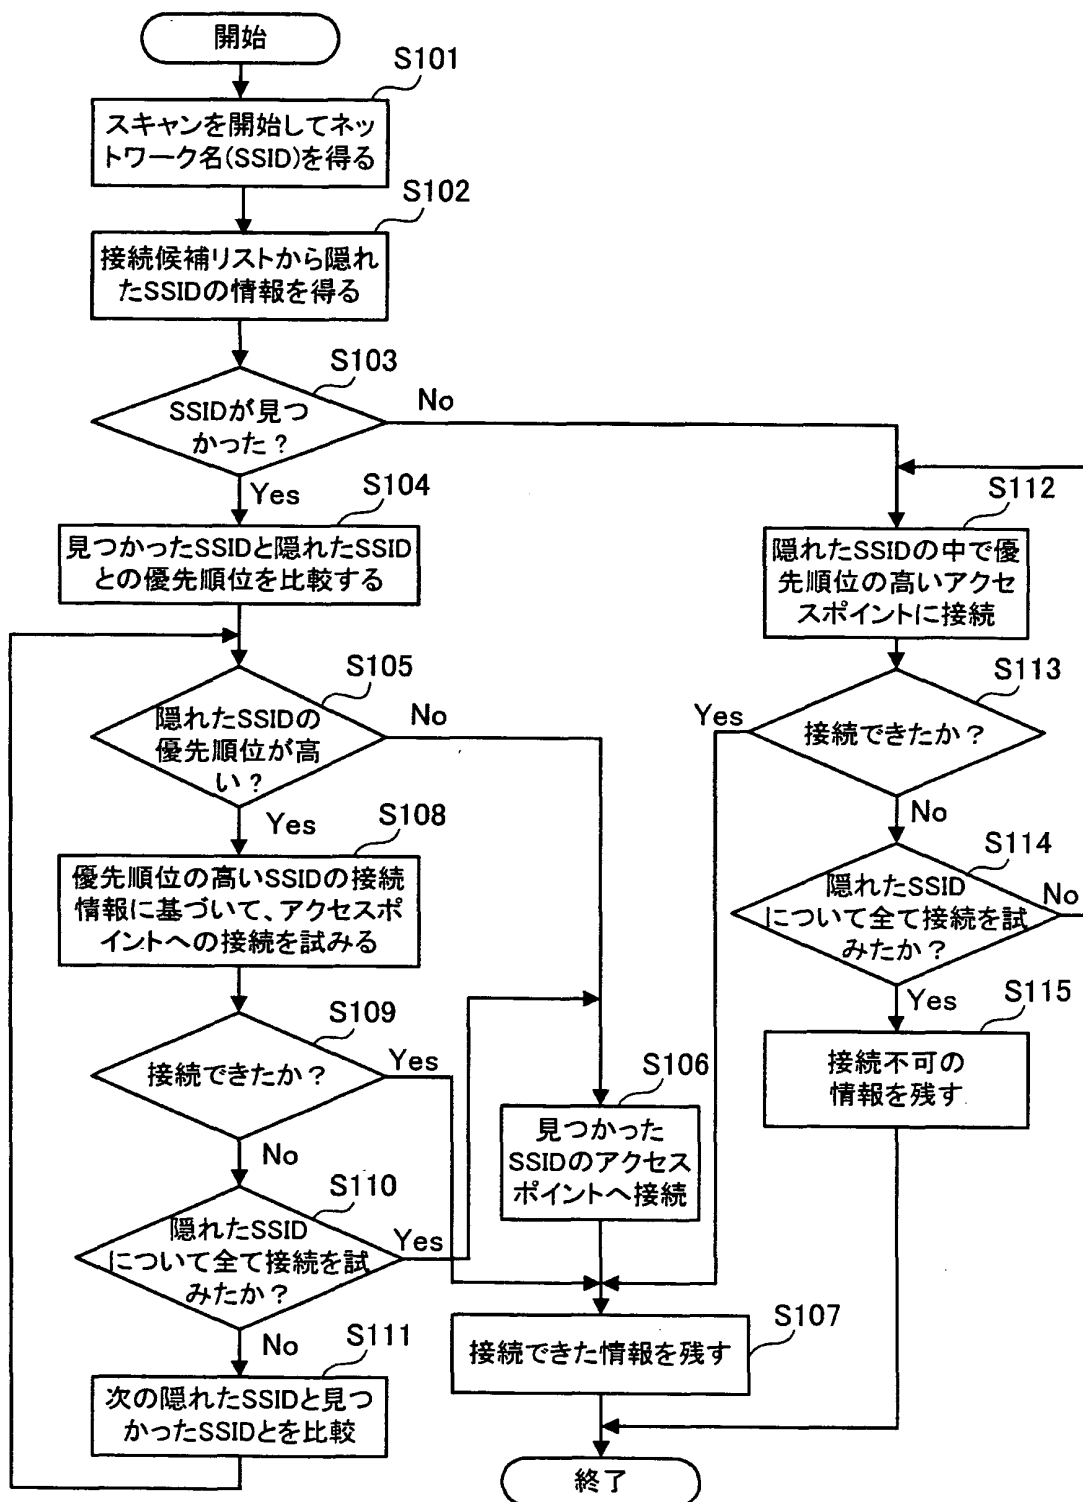 開始
S101
スキャンを開始してネッ
トワーク名(SSID)を得る
S102
接続候補リストから隠れ
たSSIDの情報を得る
S103
SSIDが見つ
かった？
No
Yes
S104
見つかったSSIDと隠れたSSID
との優先順位を比較する
S105
隠れたSSIDの
優先順位が高
い？
No
Yes
S108
優先順位の高いSSIDの接続
情報に基づいて、アクセスポ
イントへの接続を試みる
S109
接続できたか？
Yes
No
S110
隠れたSSID
について全て接続を試
みたか？
Yes
No
S111
次の隠れたSSIDと見つ
かったSSIDとを比較
S106
見つかった
SSIDのアクセス
ポイントへ接続
S107
接続できた情報を残す
終了
S112
隠れたSSIDの中で優
先順位の高いアクセ
スポイントに接続
S113
接続できたか？
Yes
No
S114
隠れたSSID
について全て接続を試
みたか？
No
Yes
S115
接続不可の
情報を残す